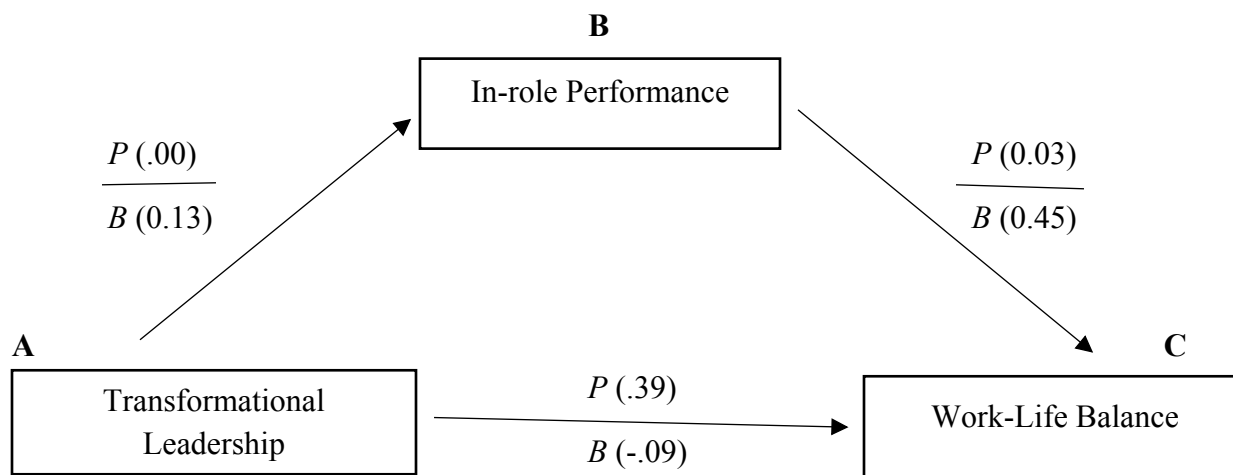 B
In-role Performance
P (.00)
B (0.13)
P (0.03)
B (0.45)
A
C
Transformational
Leadership
P (.39)
B (-.09)
Work-Life Balance